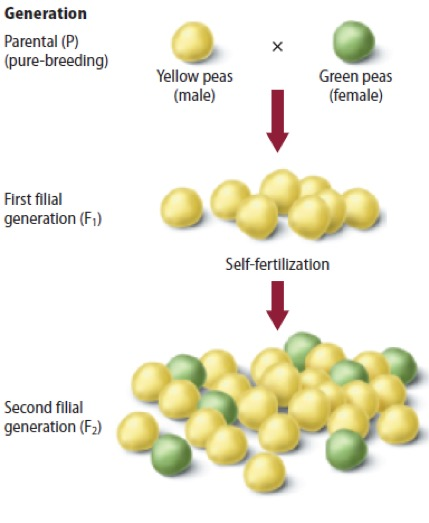 Generation
Parental (P)
(pure-breeding)
×
Yellow peas
(male)
Green peas
(female)
First filial
generation (F₁)
Self-fertilization
Second filial
generation (F₂)